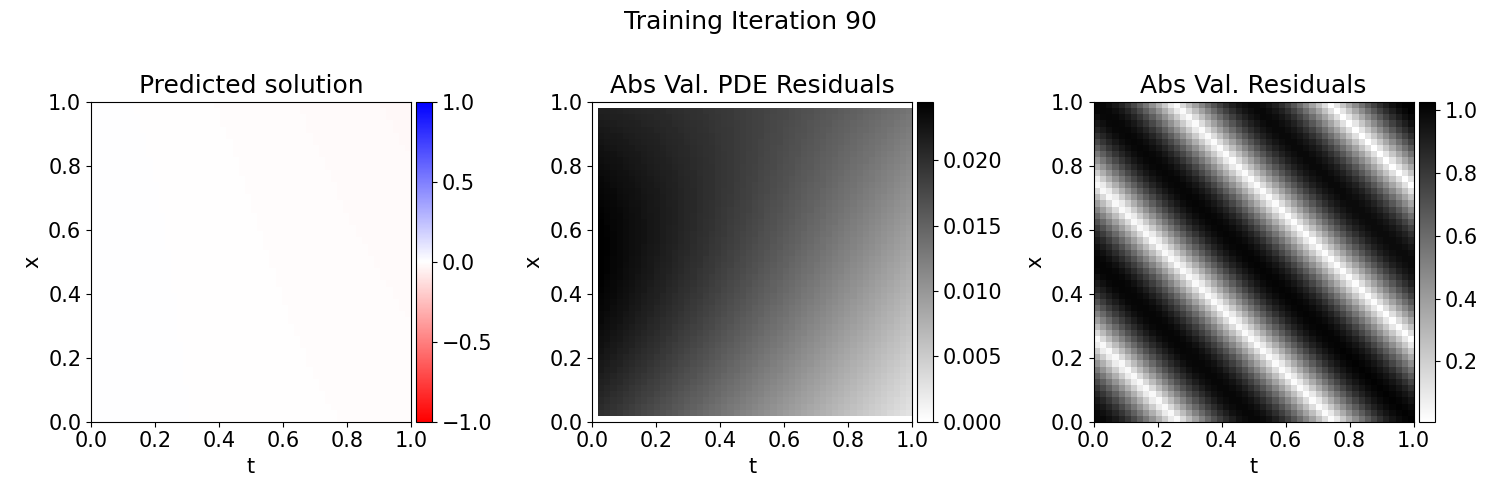 Training Iteration 90
Predicted solution
1.0
0.8
0.6
0.4
0.2
0.0
x
0.0 0.2 0.4 0.6 0.8 1.0
t
1.0
0.5
0.0
−0.5
−1.0
Abs Val. PDE Residuals
1.0
0.8
0.6
0.4
0.2
0.0
x
0.0 0.2 0.4 0.6 0.8 1.0
t
0.020
0.015
0.010
0.005
0.000
Abs Val. Residuals
1.0
0.8
0.6
0.4
0.2
0.0
x
0.0 0.2 0.4 0.6 0.8 1.0
t
1.0
0.8
0.6
0.4
0.2